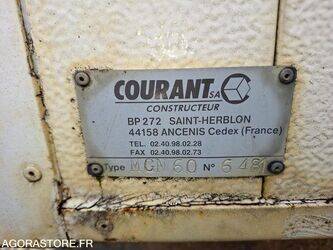 COURANT SA
CONSTRUCTEUR
BP 272 SAINT-HERBLON
44158 ANCENIS Cedex (France)
TEL. 02.40.98.02.28
FAX 02.40.98.02.73
Type MCN 60 N° 648
AGORASTORE.FR